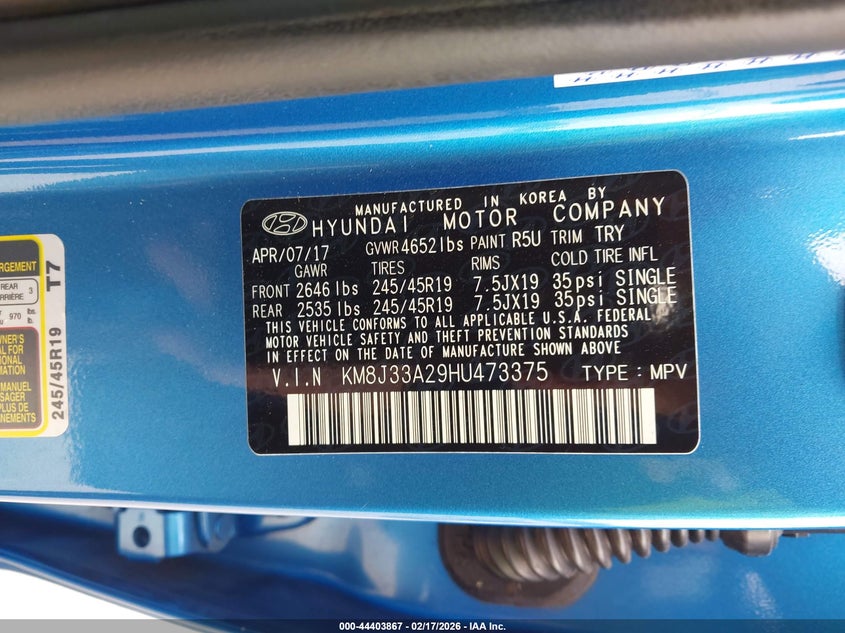 MANUFACTURED IN KOREA BY
HYUNDAI MOTOR COMPANY
APR/07/17 GVWR 4652lbs PAINT R5U TRIM TRY
GAWR TIRES RIMS COLD TIRE INFL
FRONT 2646 lbs 245/45R19 7.5JX19 35psi SINGLE
REAR 2535 lbs 245/45R19 7.5JX19 35psi SINGLE
THIS VEHICLE CONFORMS TO ALL APPLICABLE U.S.A. FEDERAL
MOTOR VEHICLE SAFETY AND THEFT PREVENTION STANDARDS
IN EFFECT ON THE DATE OF MANUFACTURE SHOWN ABOVE
V.I.N KM8J33A29HU473375 TYPE : MPV
REAR 3
970 lbs.
245/45R19 T7
000-44403867 - 02/17/2026 - IAA Inc.